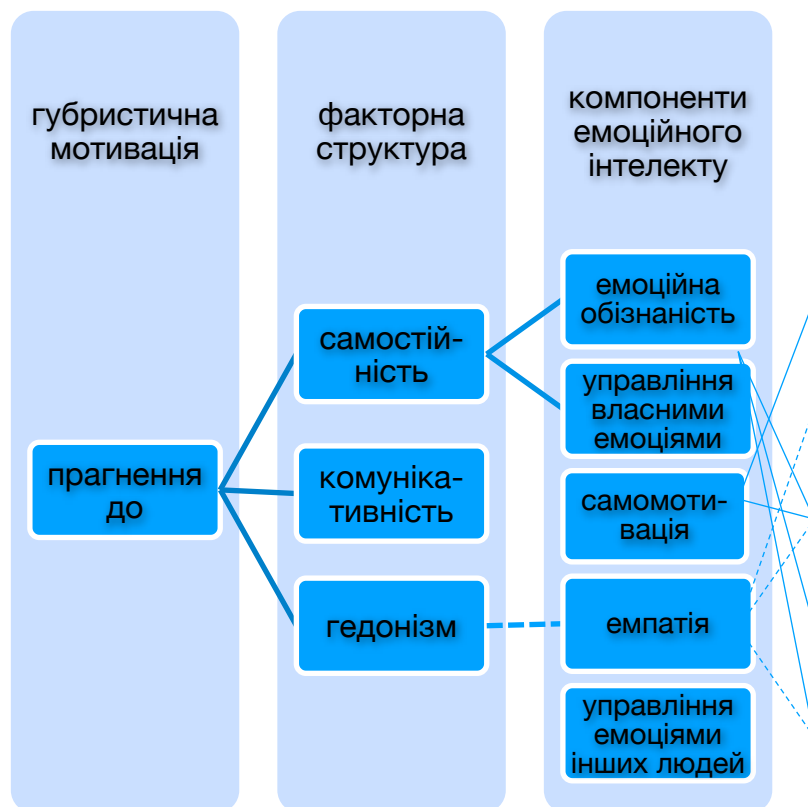 губристична
мотивація
факторна
структура
компоненти
емоційного
інтелекту
прагнення
до
самостій-
ність
комуніка-
тивність
гедонізм
емоційна
обізнаність
управління
власними
емоціями
самомоти-
вація
емпатія
управління
емоціями
інших людей